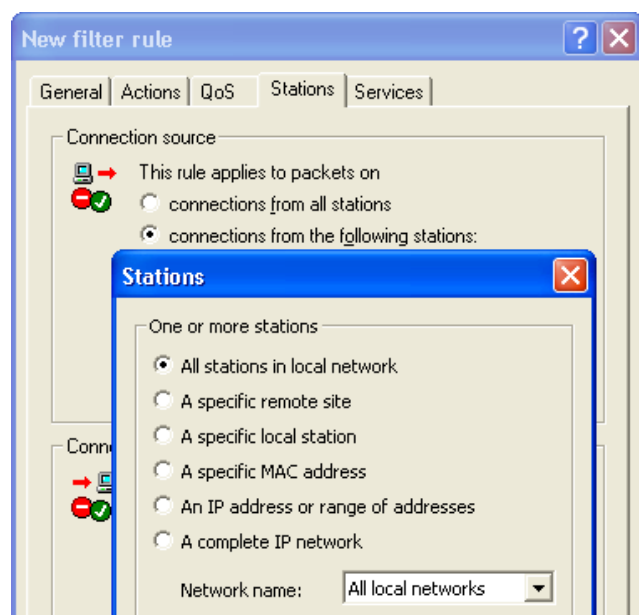 New filter rule
General Actions QoS Stations Services
Connection source
This rule applies to packets on
connections from all stations
connections from the following stations:
Stations
One or more stations
All stations in local network
A specific remote site
A specific local station
A specific MAC address
An IP address or range of addresses
A complete IP network
Network name: All local networks